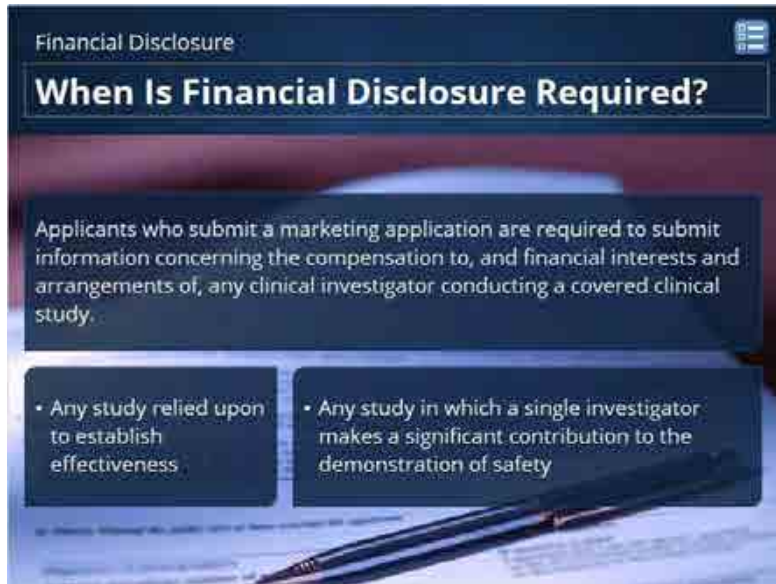 Financial Disclosure
When Is Financial Disclosure Required?
Applicants who submit a marketing application are required to submit
information concerning the compensation to, and financial interests and
arrangements of, any clinical investigator conducting a covered clinical
study.
• Any study relied upon
to establish
effectiveness
• Any study in which a single investigator
makes a significant contribution to the
demonstration of safety